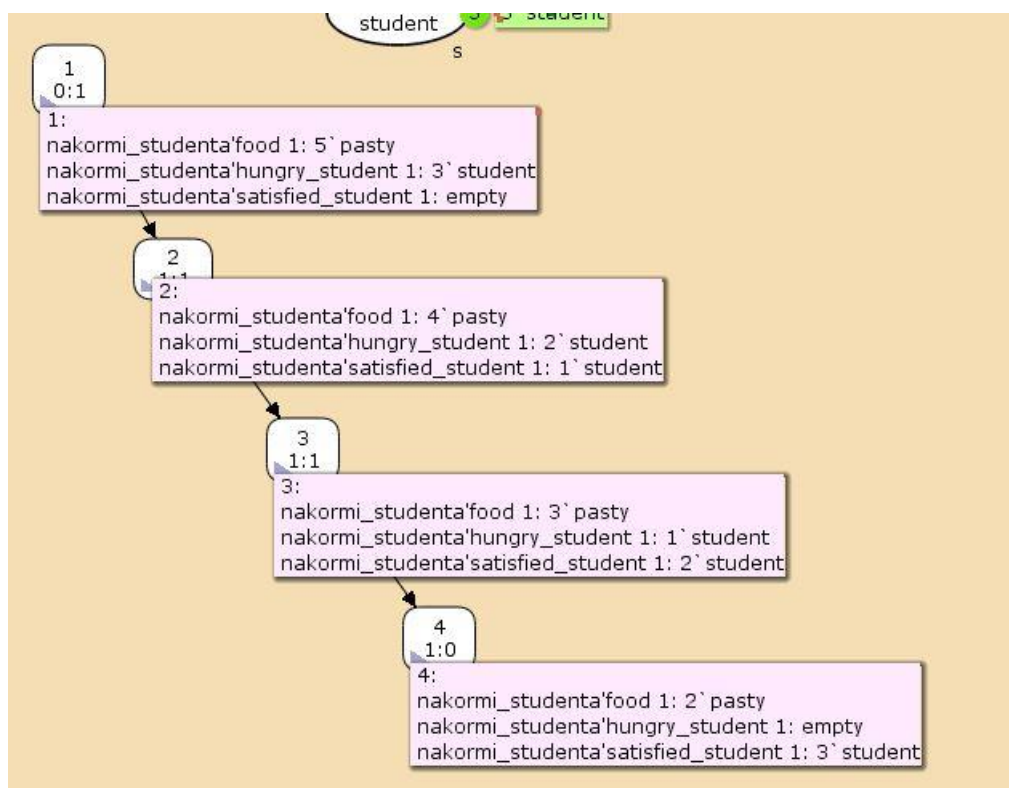 student
s
1
0:1
1:
nakormi_studenta'food 1: 5`pasty
nakormi_studenta'hungry_student 1: 3`student
nakormi_studenta'satisfied_student 1: empty
2
2:
nakormi_studenta'food 1: 4`pasty
nakormi_studenta'hungry_student 1: 2`student
nakormi_studenta'satisfied_student 1: 1`student
3
1:1
3:
nakormi_studenta'food 1: 3`pasty
nakormi_studenta'hungry_student 1: 1`student
nakormi_studenta'satisfied_student 1: 2`student
4
1:0
4:
nakormi_studenta'food 1: 2`pasty
nakormi_studenta'hungry_student 1: empty
nakormi_studenta'satisfied_student 1: 3`student